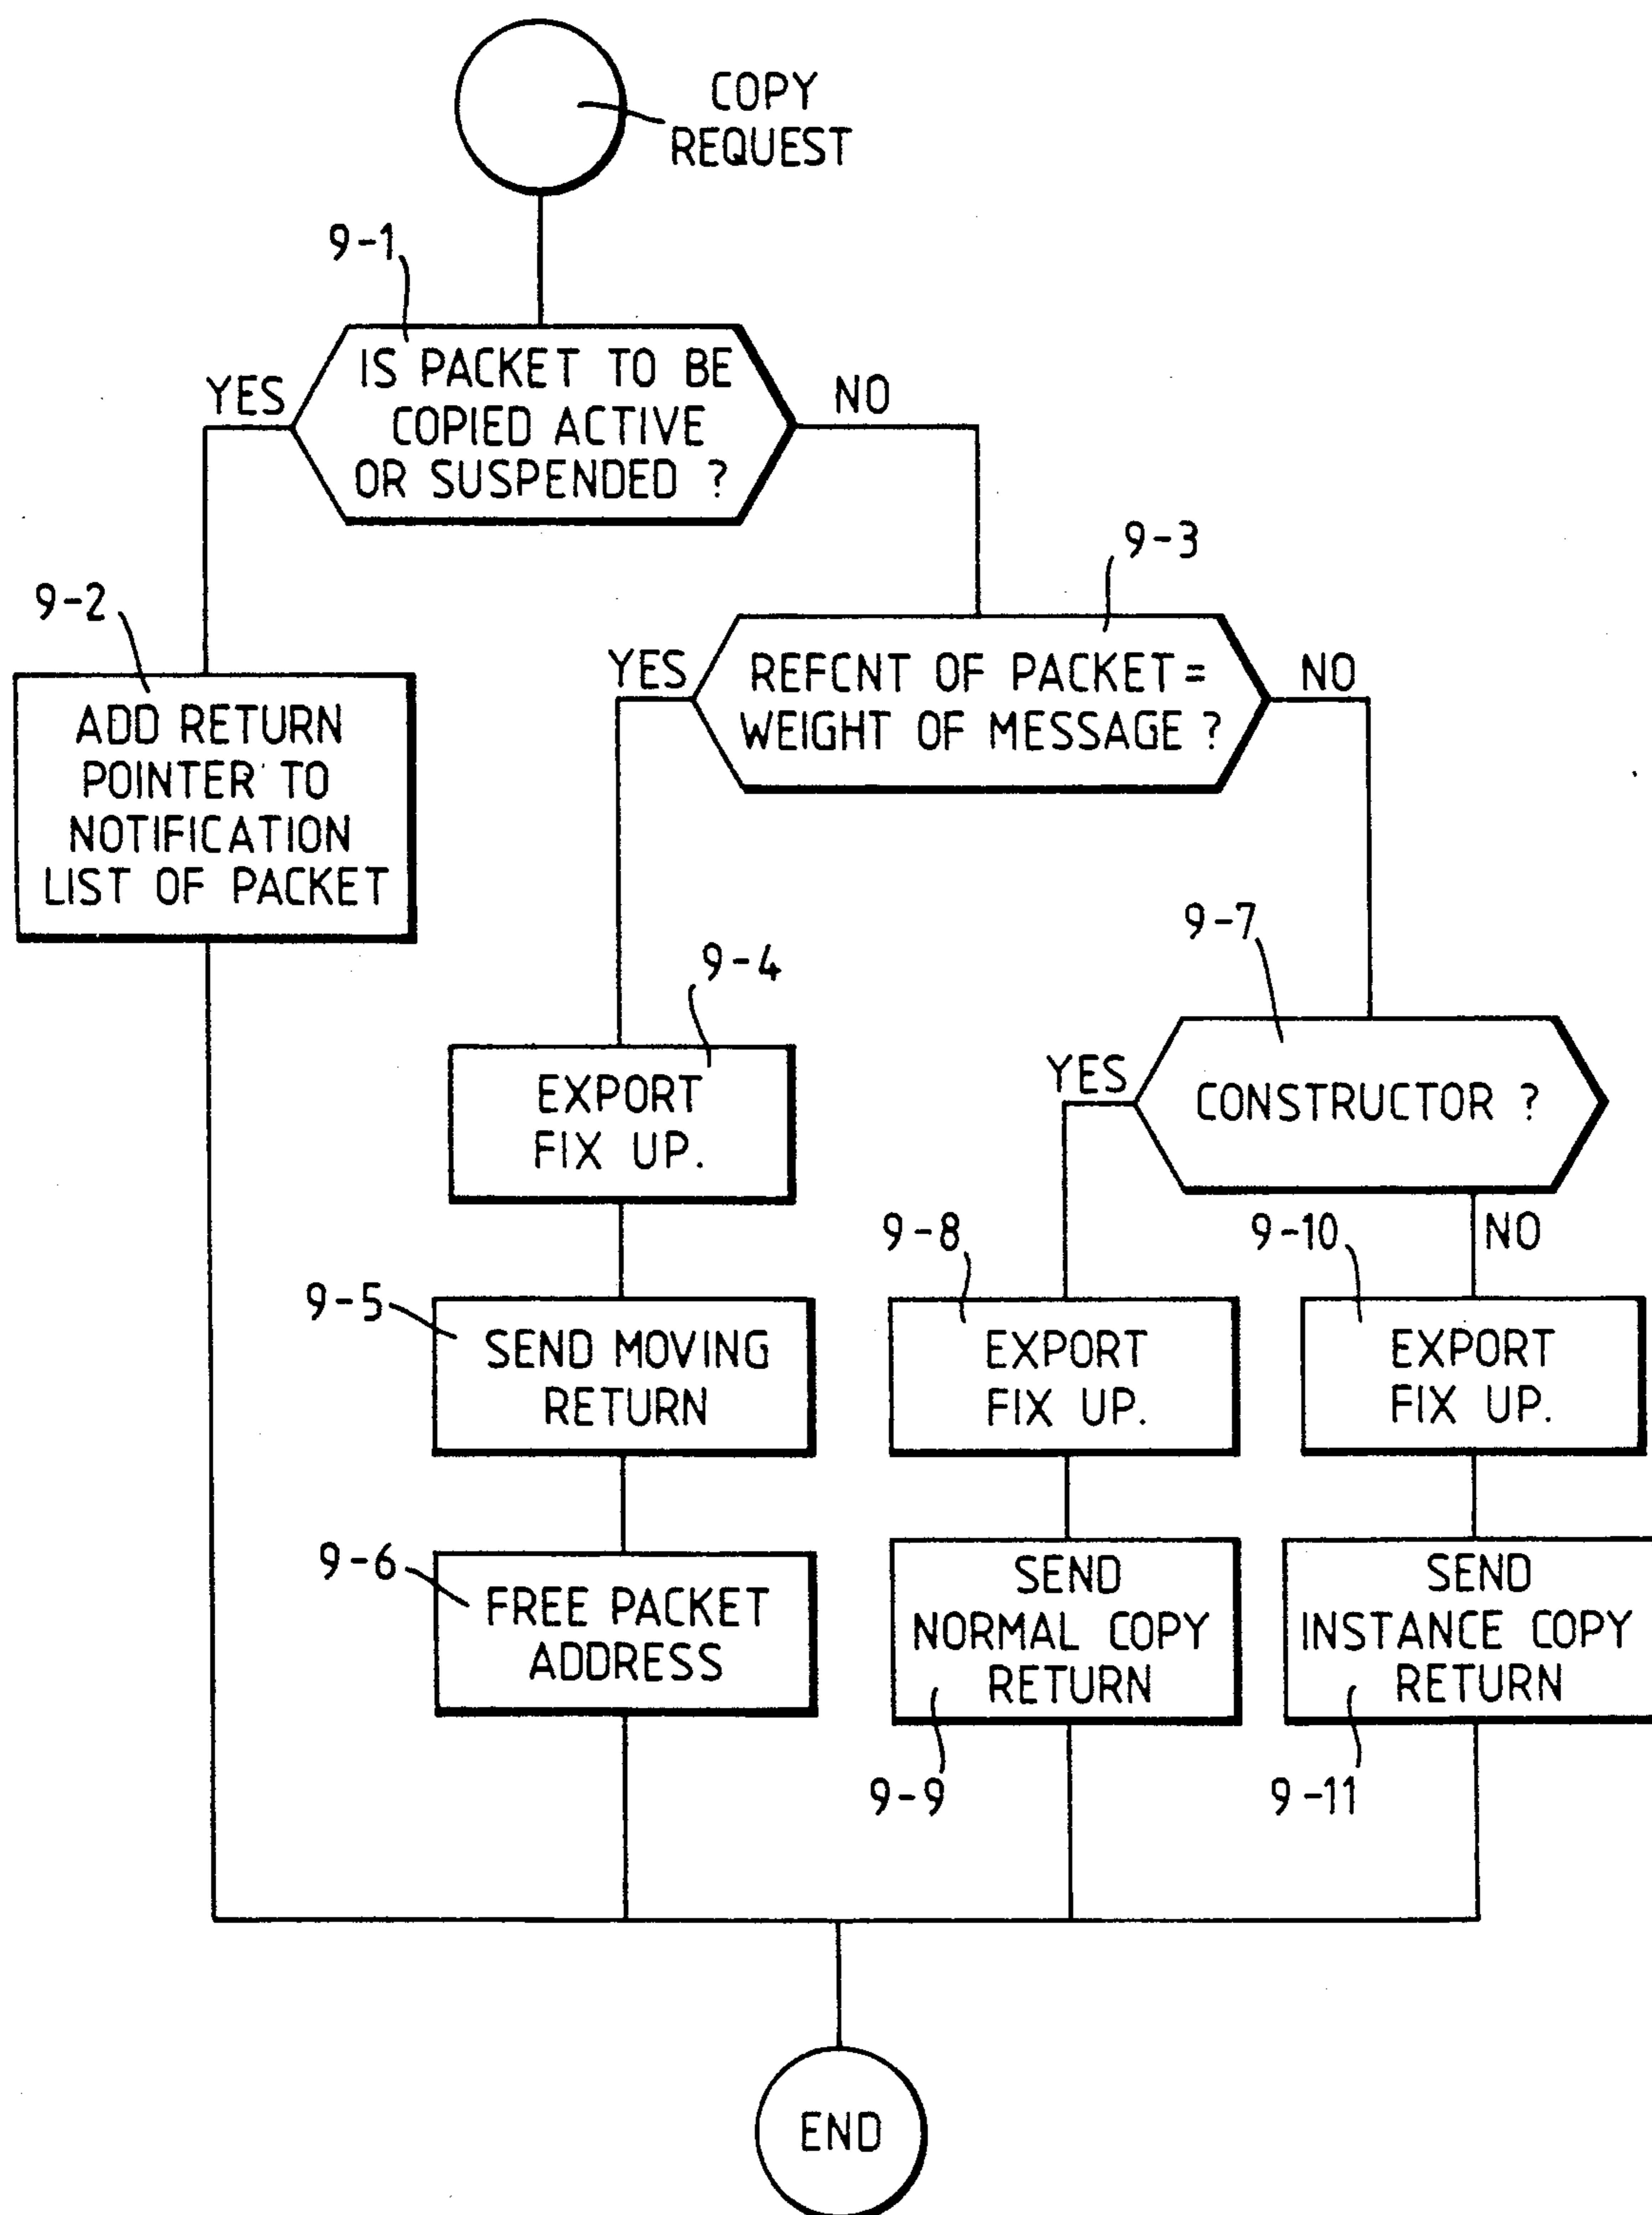 COPY
REQUEST
9-1
IS PACKET TO BE
COPIED ACTIVE
OR SUSPENDED ?
YES
NO
9-2
ADD RETURN
POINTER TO
NOTIFICATION
LIST OF PACKET
9-3
REFCNT OF PACKET =
WEIGHT OF MESSAGE ?
YES
NO
9-4
EXPORT
FIX UP.
9-5
SEND MOVING
RETURN
9-6
FREE PACKET
ADDRESS
9-7
CONSTRUCTOR ?
YES
NO
9-8
EXPORT
FIX UP.
9-9
SEND
NORMAL COPY
RETURN
9-10
EXPORT
FIX UP.
9-11
SEND
INSTANCE COPY
RETURN
END